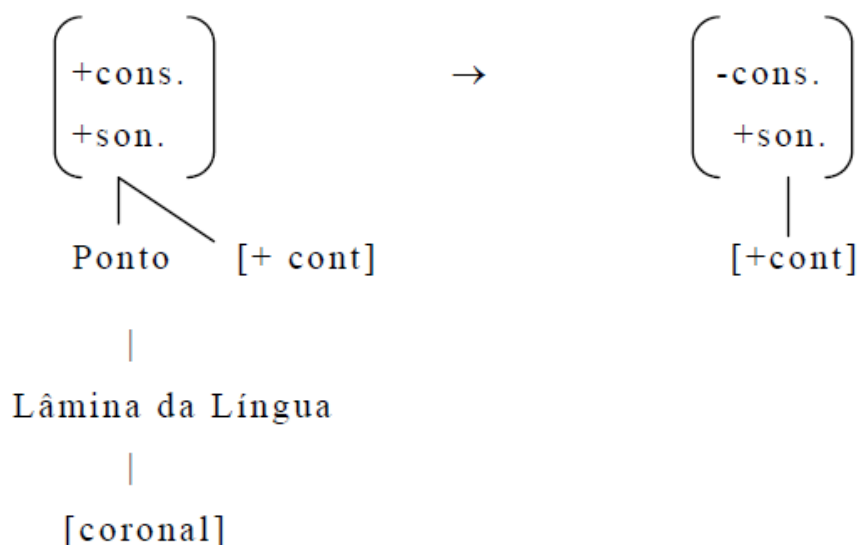 +cons. → -cons.
+son. +son.
Ponto [+ cont] [+cont]
Lâmina da Língua
[coronal]